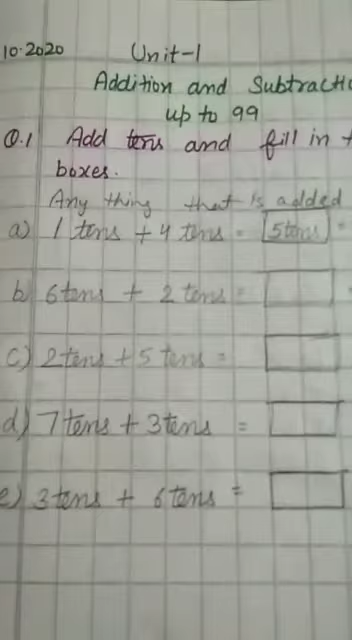 10.2020 Unit-1
Addition and Subtractio
up to 99
Q.1 Add tens and fill in t
boxes.
Any thing that is added
a) 1 tens + 4 tens = 5 tens =
b) 6 tens + 2 tens =
c) 2 tens + 5 tens =
d) 7 tens + 3 tens =
e) 3 tens + 6 tens =